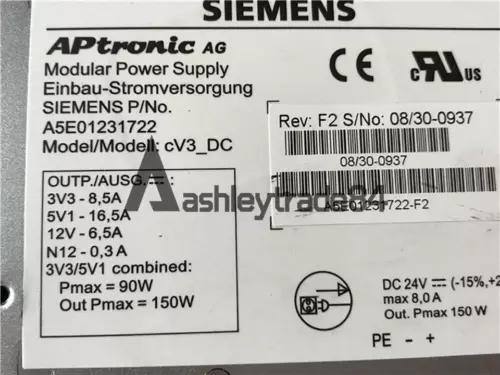 SIEMENS
APtronic AG
Modular Power Supply
Einbau-Stromversorgung
SIEMENS P/No.
A5E01231722
Model/Modell: cV3_DC
CE
c RU us
Rev: F2 S/No: 08/30-0937
08/30-0937
A5E01231722-F2
OUTP./AUSG. :
3V3 - 8,5A
5V1 - 16,5A
12V - 6,5A
N12 - 0,3 A
3V3/5V1 combined:
Pmax = 90W
Out Pmax = 150W
DC 24V (-15%,+2
max 8,0 A
Out. Pmax 150 W
PE - +
Aashleytrade84